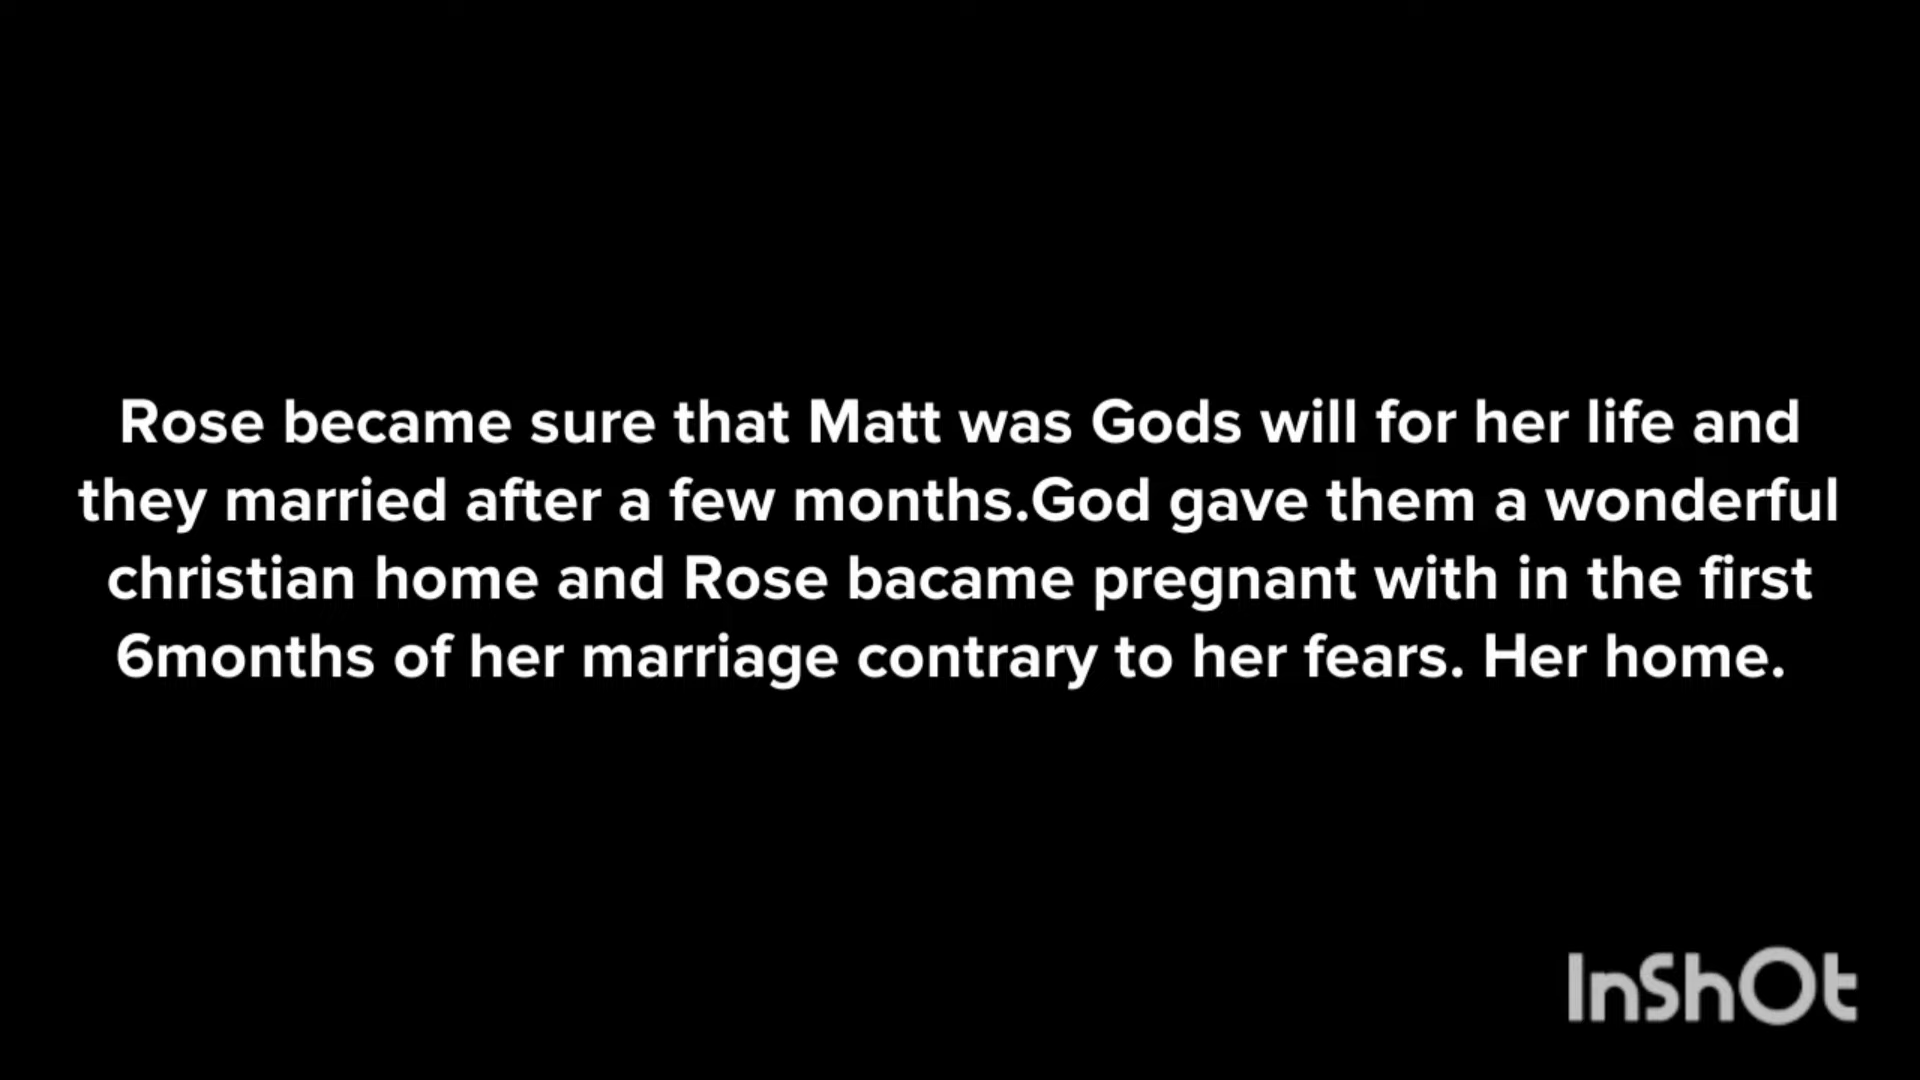 Rose became sure that Matt was Gods will for her life and
they married after a few months.God gave them a wonderful
christian home and Rose bacame pregnant with in the first
6months of her marriage contrary to her fears. Her home.
InShOt